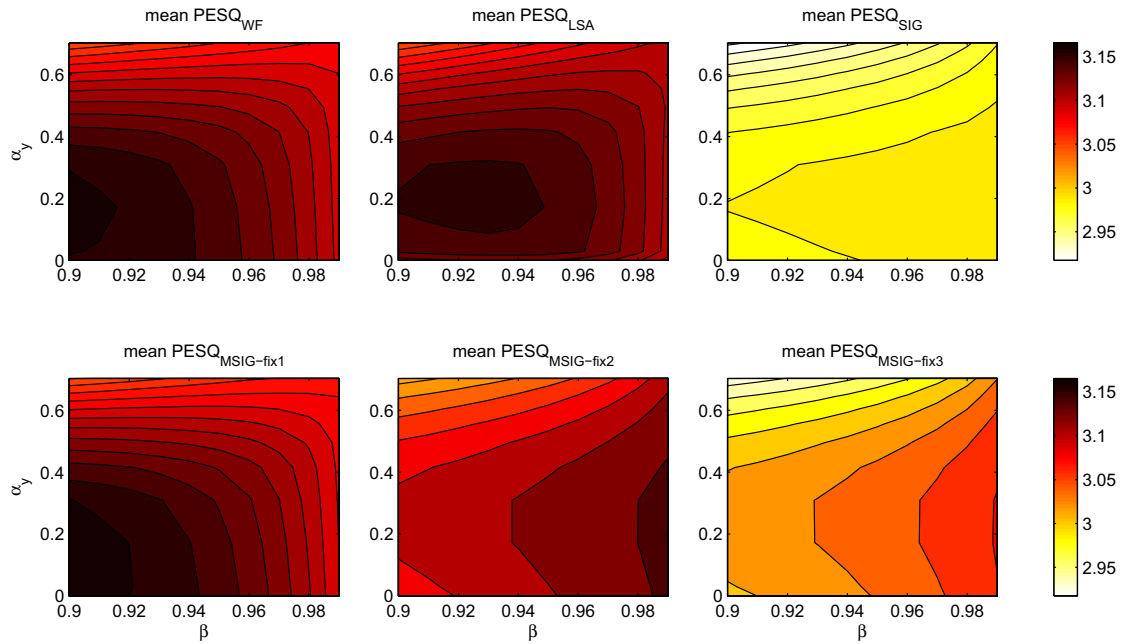 mean PESQ_WF
mean PESQ_LSA
mean PESQ_SIG
α_y
0.6
0.4
0.2
0
0.9 0.92 0.94 0.96 0.98
0.9 0.92 0.94 0.96 0.98
0.9 0.92 0.94 0.96 0.98
0.6
0.4
0.2
0
0.6
0.4
0.2
0
3.15
3.1
3.05
3
2.95
mean PESQ_MSIG−fix1
mean PESQ_MSIG−fix2
mean PESQ_MSIG−fix3
α_y
0.6
0.4
0.2
0
0.9 0.92 0.94 0.96 0.98
β
0.6
0.4
0.2
0
0.9 0.92 0.94 0.96 0.98
β
0.6
0.4
0.2
0
0.9 0.92 0.94 0.96 0.98
β
3.15
3.1
3.05
3
2.95